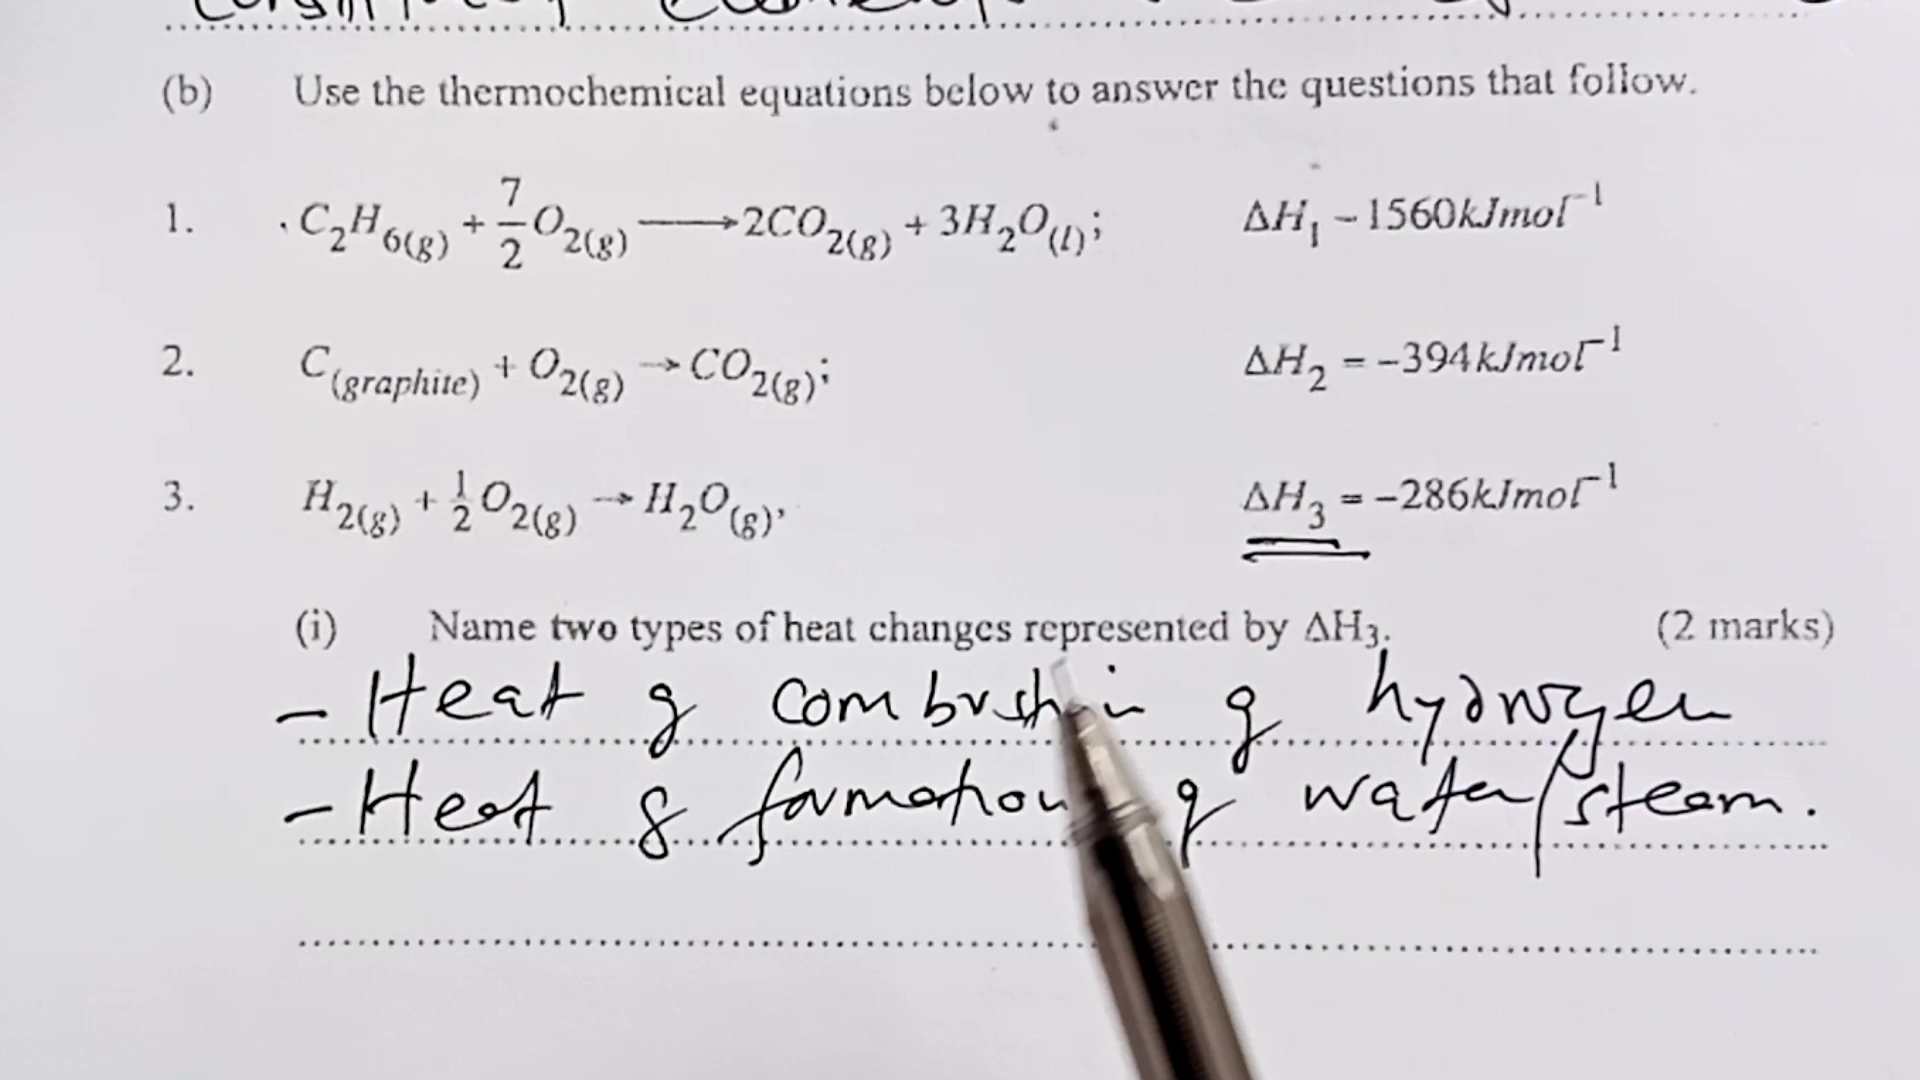 (b) Use the thermochemical equations below to answer the questions that follow.
1. C₂H₆(g) + 7/2 O₂(g) ⟶ 2CO₂(g) + 3H₂O(l); ΔH₁ – 1560kJmol⁻¹
2. C(graphite) + O₂(g) → CO₂(g); ΔH₂ = –394kJmol⁻¹
3. H₂(g) + ½O₂(g) → H₂O(g), ΔH₃ = –286kJmol⁻¹
(i) Name two types of heat changes represented by ΔH₃. (2 marks)
- Heat of combustion of hydrogen
- Heat of formation of water/steam.